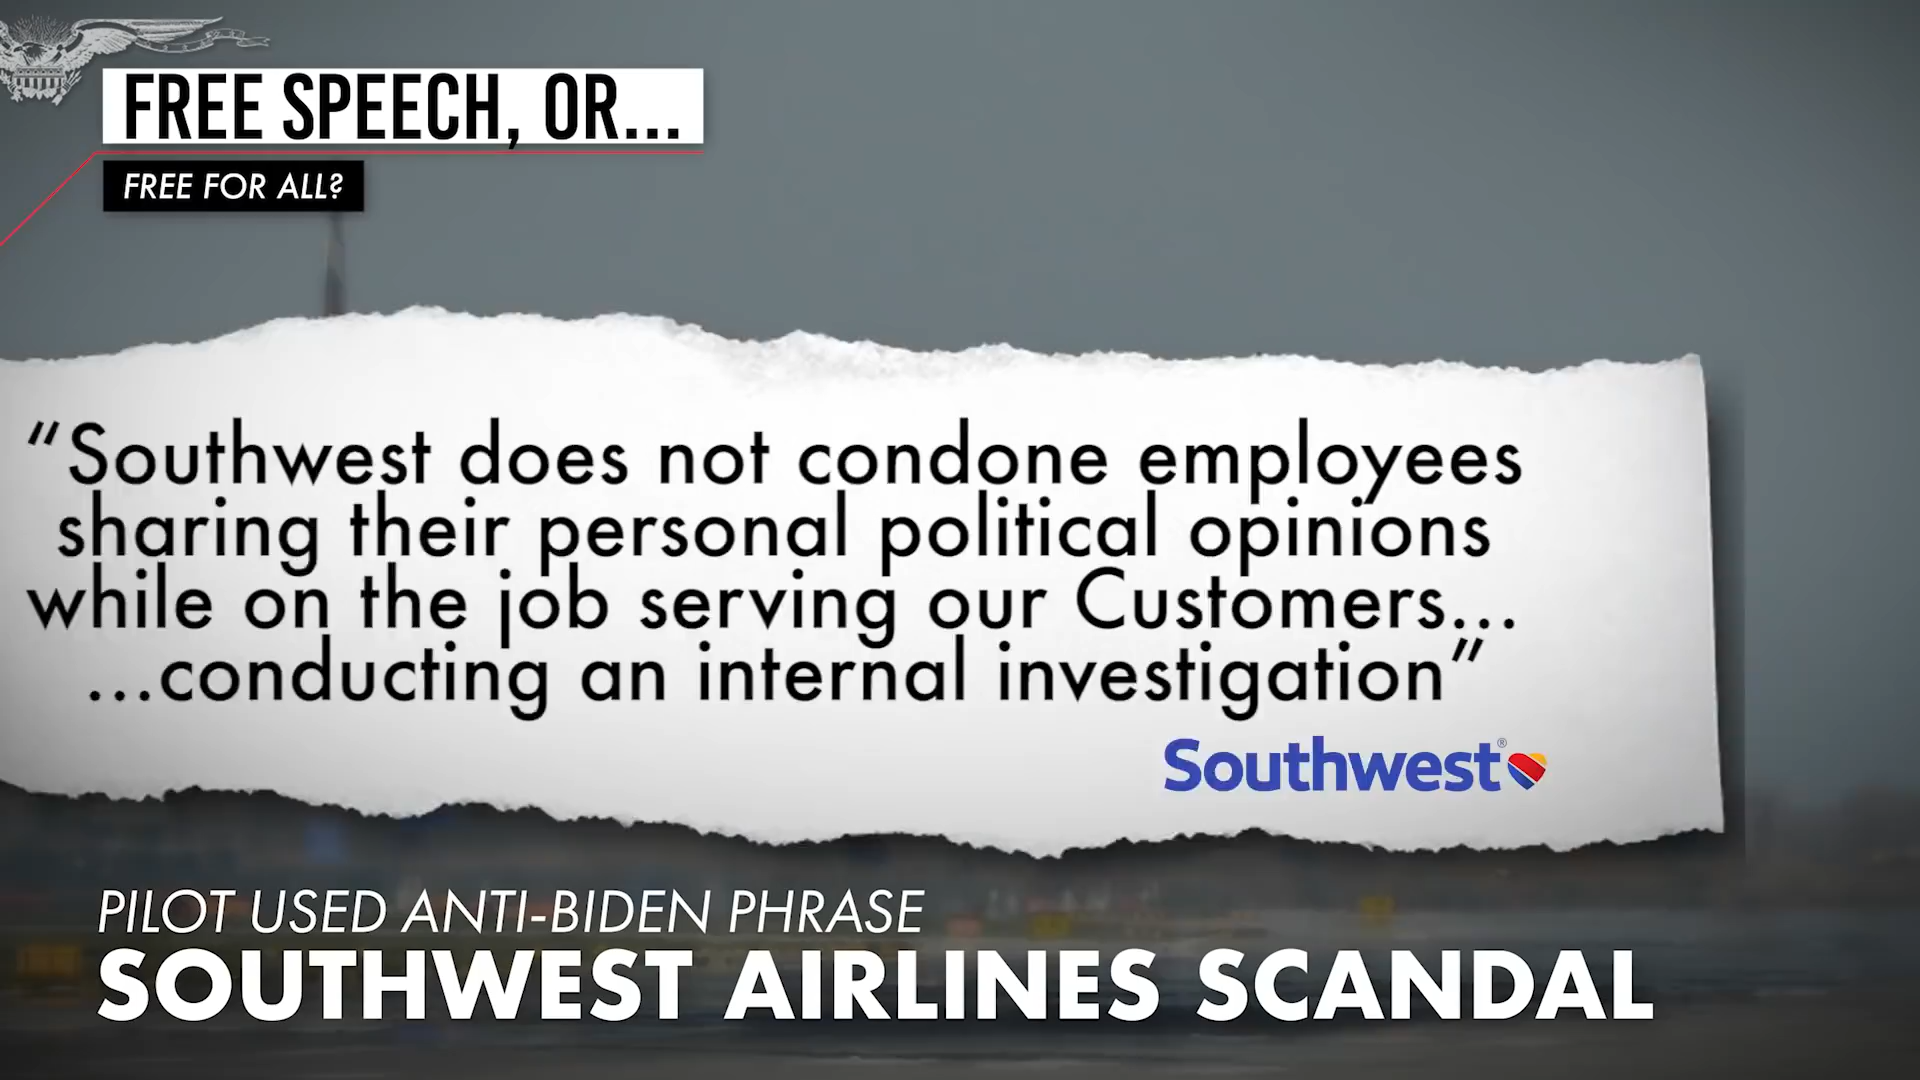 FREE SPEECH, OR...
FREE FOR ALL?
“Southwest does not condone employees
sharing their personal political opinions
while on the job serving our Customers...
...conducting an internal investigation”
Southwest®
PILOT USED ANTI-BIDEN PHRASE
SOUTHWEST AIRLINES SCANDAL